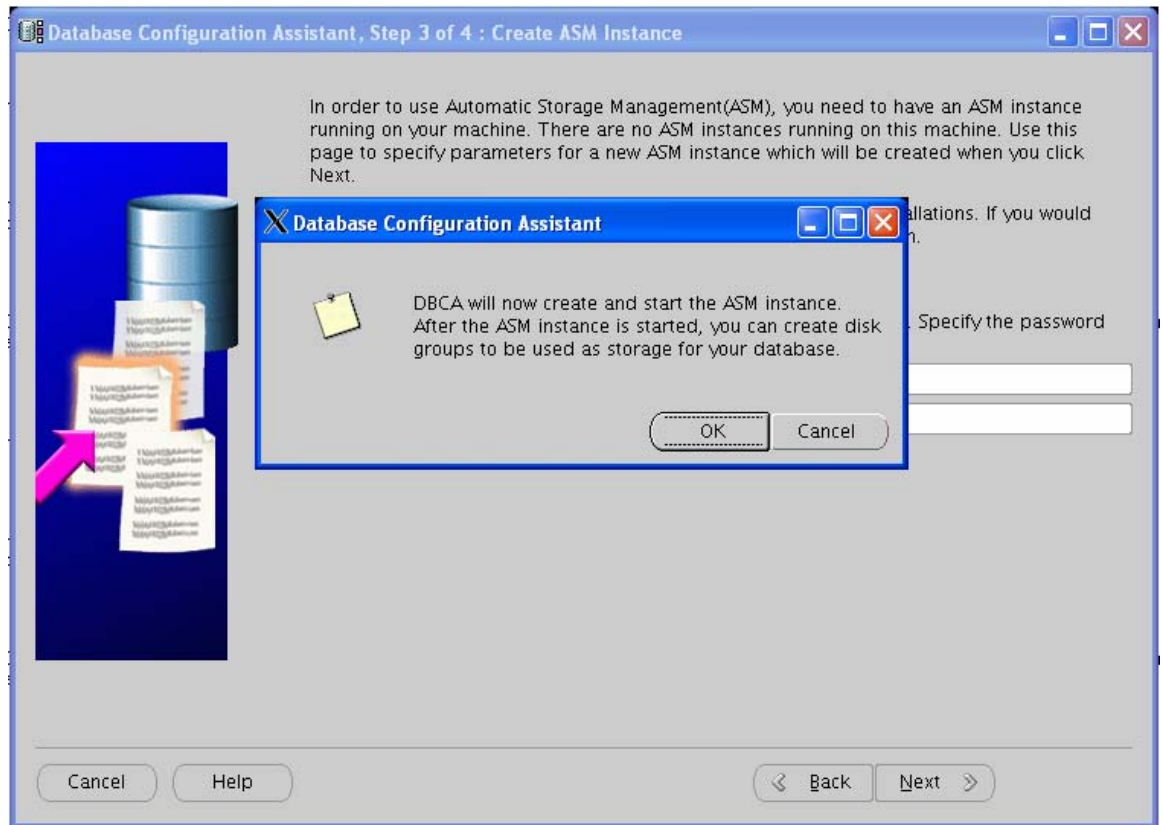 Database Configuration Assistant, Step 3 of 4 : Create ASM Instance
In order to use Automatic Storage Management(ASM), you need to have an ASM instance
running on your machine. There are no ASM instances running on this machine. Use this
page to specify parameters for a new ASM instance which will be created when you click
Next.
allations. If you would
Database Configuration Assistant
DBCA will now create and start the ASM instance.
After the ASM instance is started, you can create disk
groups to be used as storage for your database.
. Specify the password
OK
Cancel
Cancel
Help
Back
Next